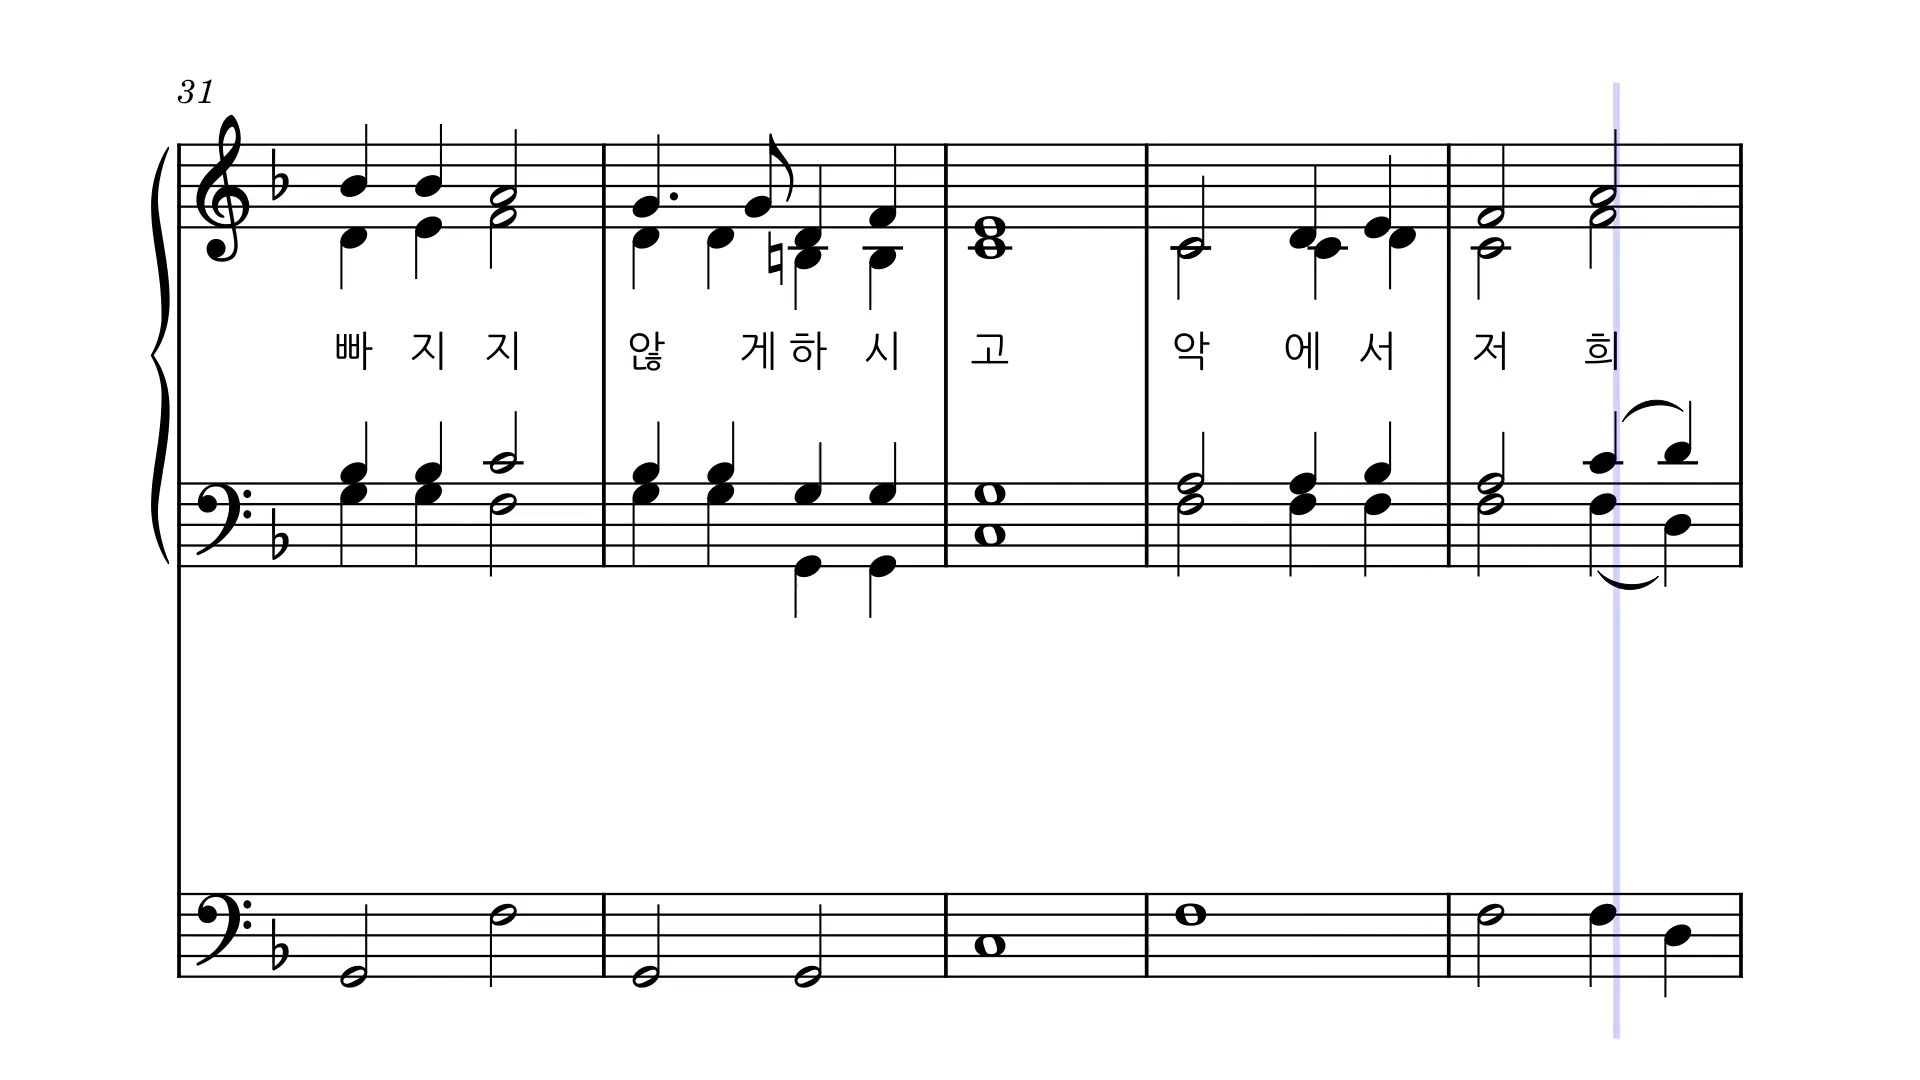 31
빠 지 지 않 게 하 시 고 악 에 서 저 희